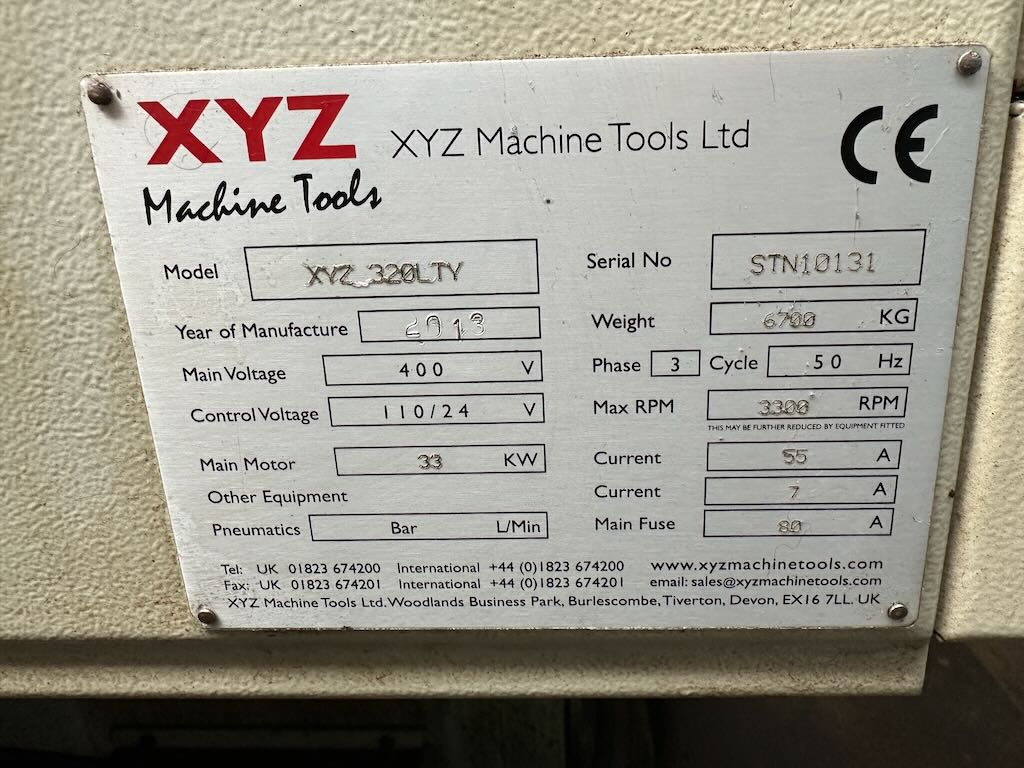 XYZ
Machine Tools
XYZ Machine Tools Ltd
CE
Model XYZ 320LTY
Serial No STN10131
Year of Manufacture 2013
Weight 6700 KG
Main Voltage 400 V
Phase 3 Cycle 50 Hz
Control Voltage 110/24 V
Max RPM 3300 RPM
THIS MAY BE FURTHER REDUCED BY EQUIPMENT FITTED
Main Motor 33 KW
Current 55 A
Other Equipment
Current 7 A
Pneumatics Bar L/Min
Main Fuse 80 A
Tel: UK 01823 674200 International +44 (0)1823 674200 www.xyzmachinetools.com
Fax: UK 01823 674201 International +44 (0)1823 674201 email: sales@xyzmachinetools.com
XYZ Machine Tools Ltd. Woodlands Business Park, Burlescombe, Tiverton, Devon, EX16 7LL. UK